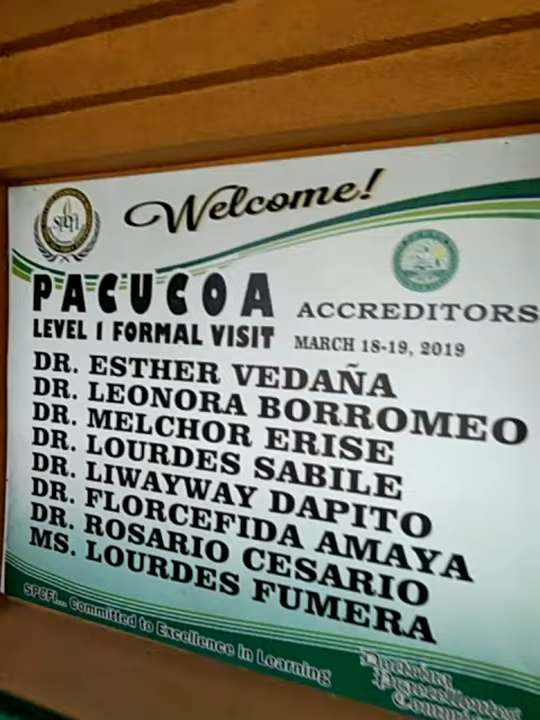 Welcome!
PACUCOA ACCREDITORS
LEVEL I FORMAL VISIT MARCH 18-19, 2019
DR. ESTHER VEDAÑA
DR. LEONORA BORROMEO
DR. MELCHOR ERISE
DR. LOURDES SABILE
DR. LIWAYWAY DAPITO
DR. FLORCEFIDA AMAYA
DR. ROSARIO CESARIO
MS. LOURDES FUMERA
SPCFI... Committed to Excellence in Learning